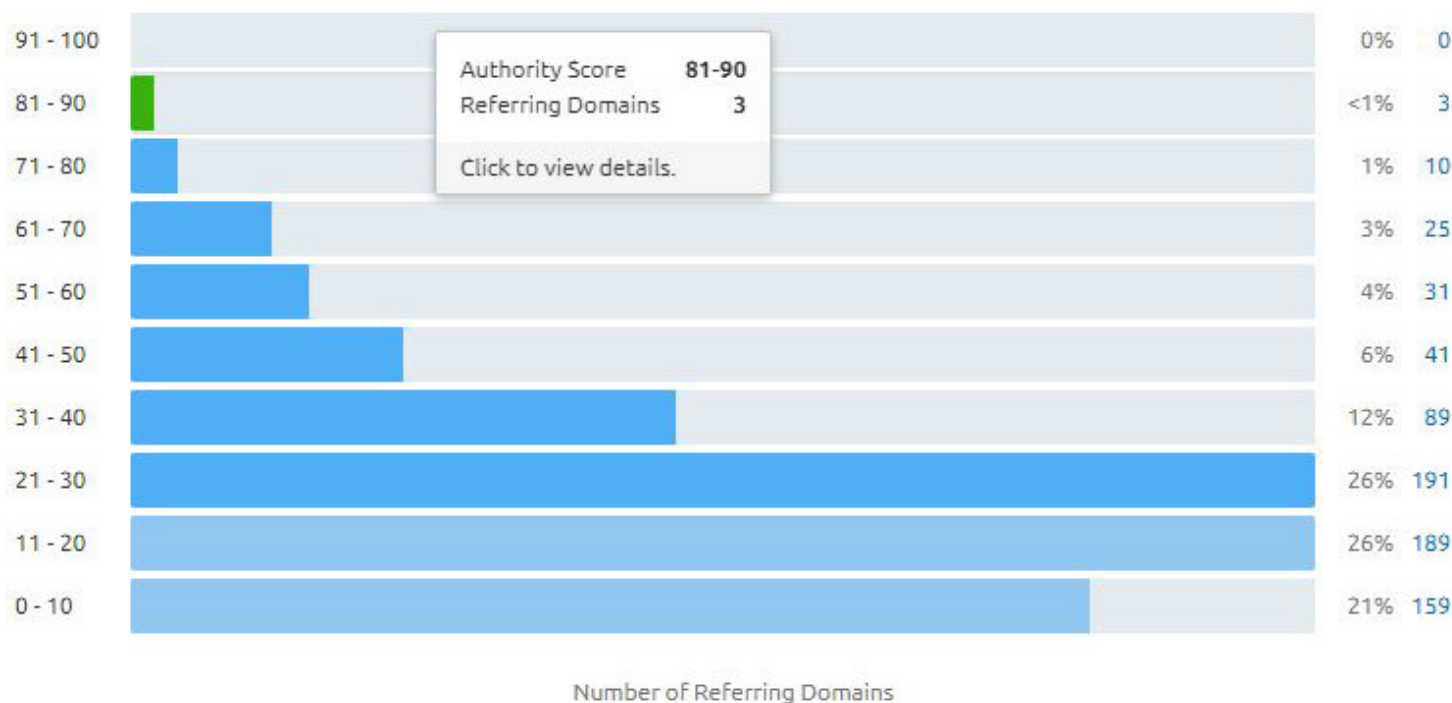 91 - 100 0% 0
Authority Score 81-90
81 - 90 <1% 3
Referring Domains 3
71 - 80 1% 10
Click to view details.
61 - 70 3% 25
51 - 60 4% 31
41 - 50 6% 41
31 - 40 12% 89
21 - 30 26% 191
11 - 20 26% 189
0 - 10 21% 159
Number of Referring Domains